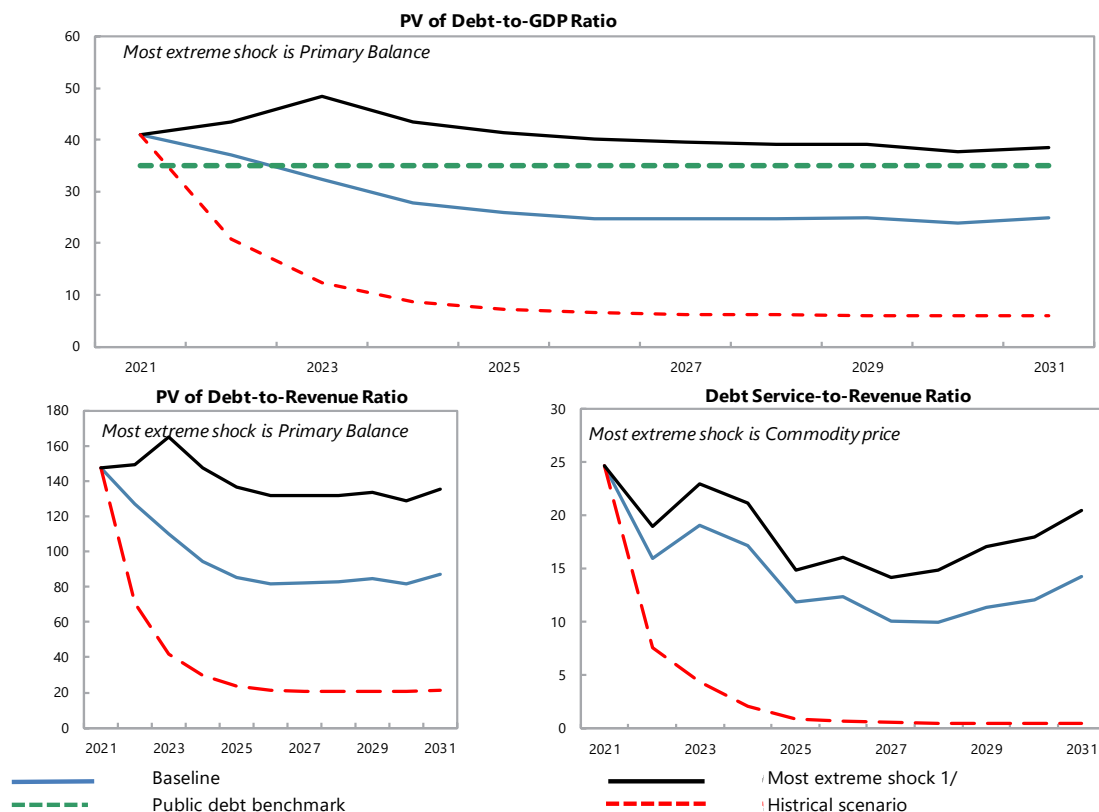 PV of Debt-to-GDP Ratio
Most extreme shock is Primary Balance
60
50
40
30
20
10
0
2021 2023 2025 2027 2029 2031
PV of Debt-to-Revenue Ratio
Most extreme shock is Primary Balance
180
160
140
120
100
80
60
40
20
0
2021 2023 2025 2027 2029 2031
Debt Service-to-Revenue Ratio
Most extreme shock is Commodity price
30
25
20
15
10
5
0
2021 2023 2025 2027 2029 2031
Baseline
Most extreme shock 1/
Public debt benchmark
Histrical scenario